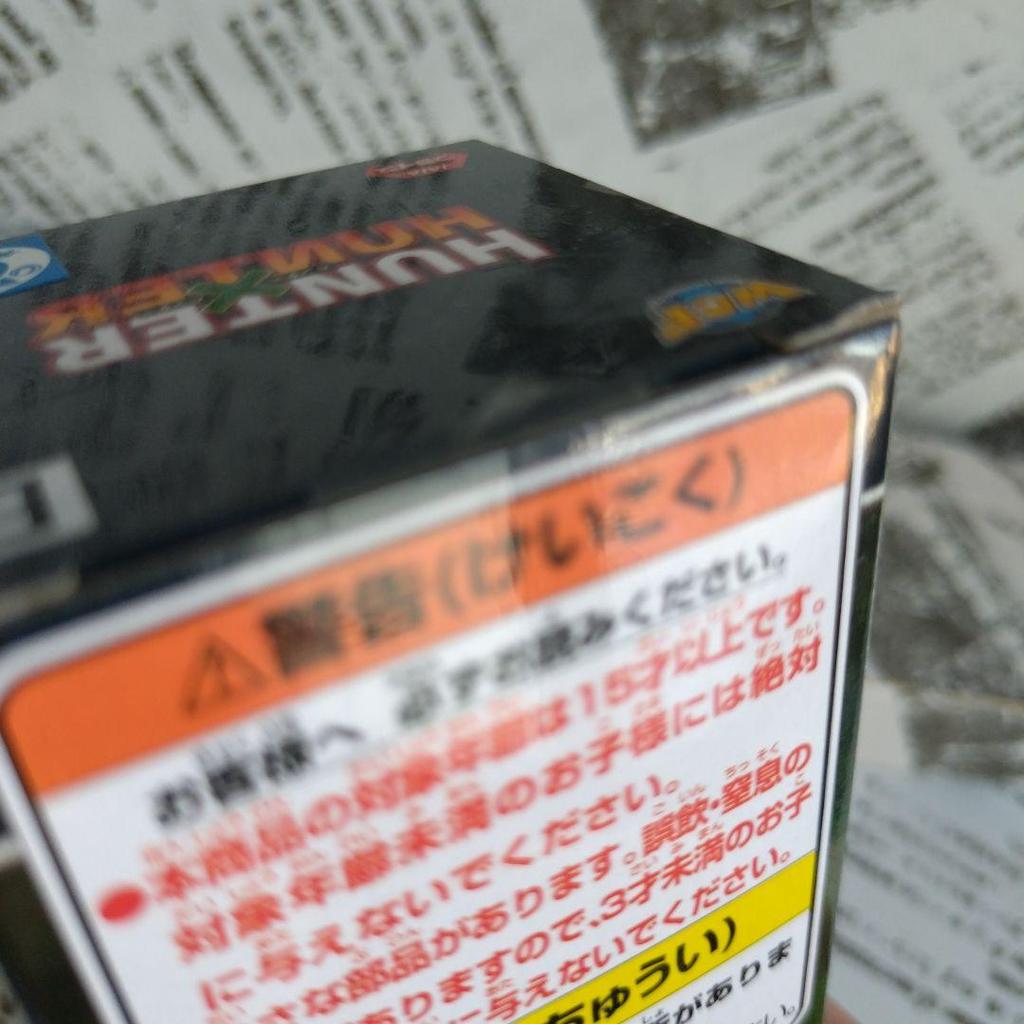 HUNTER
HUNTER
WCF
⚠警告(けいこく)
お客様へ 必ずお読みください。
●本商品の対象年齢は15才以上です。
対象年齢未満のお子様には絶対
に与えないでください。
さな部品があります。誤飲・窒息の
ありますので、3才未満のお子
に与えないでください。
ゅうい)
がありま